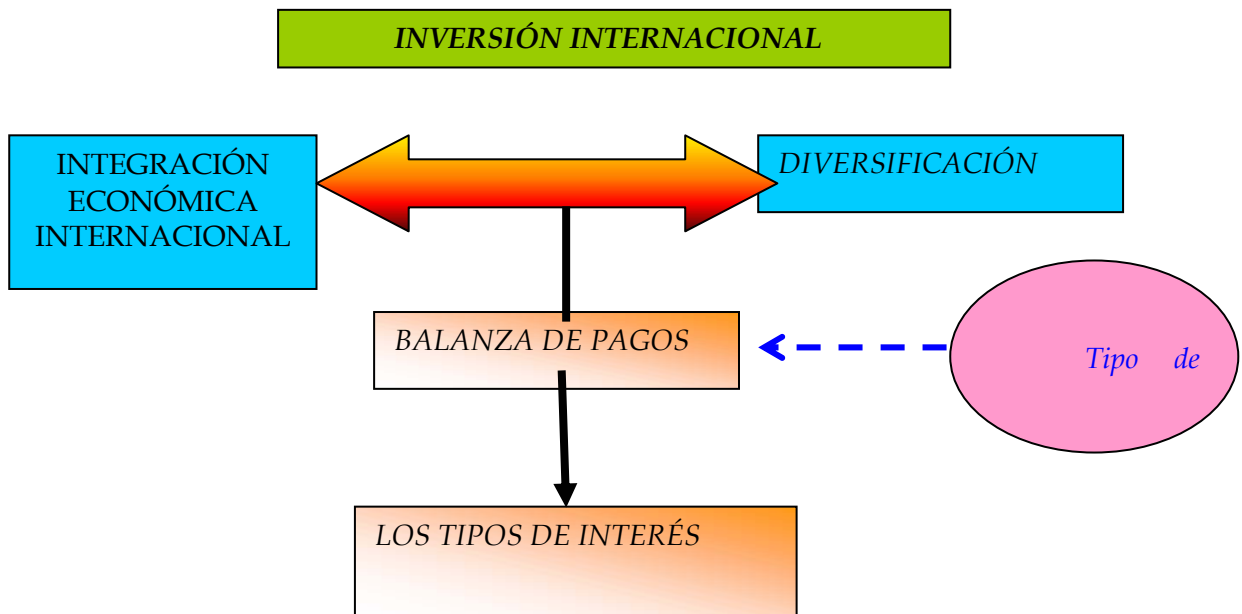 INVERSIÓN INTERNACIONAL
INTEGRACIÓN
ECONÓMICA
INTERNACIONAL
DIVERSIFICACIÓN
BALANZA DE PAGOS
Tipo de
LOS TIPOS DE INTERÉS